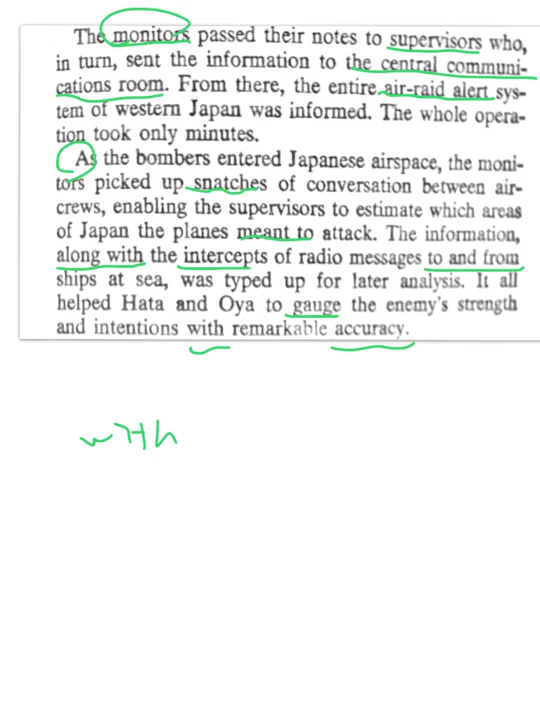 The monitors passed their notes to supervisors who,
in turn, sent the information to the central communi-
cations room. From there, the entire air-raid alert sys-
tem of western Japan was informed. The whole opera-
tion took only minutes.
As the bombers entered Japanese airspace, the moni-
tors picked up snatches of conversation between air-
crews, enabling the supervisors to estimate which areas
of Japan the planes meant to attack. The information,
along with the intercepts of radio messages to and from
ships at sea, was typed up for later analysis. It all
helped Hata and Oya to gauge the enemy's strength
and intentions with remarkable accuracy.
with